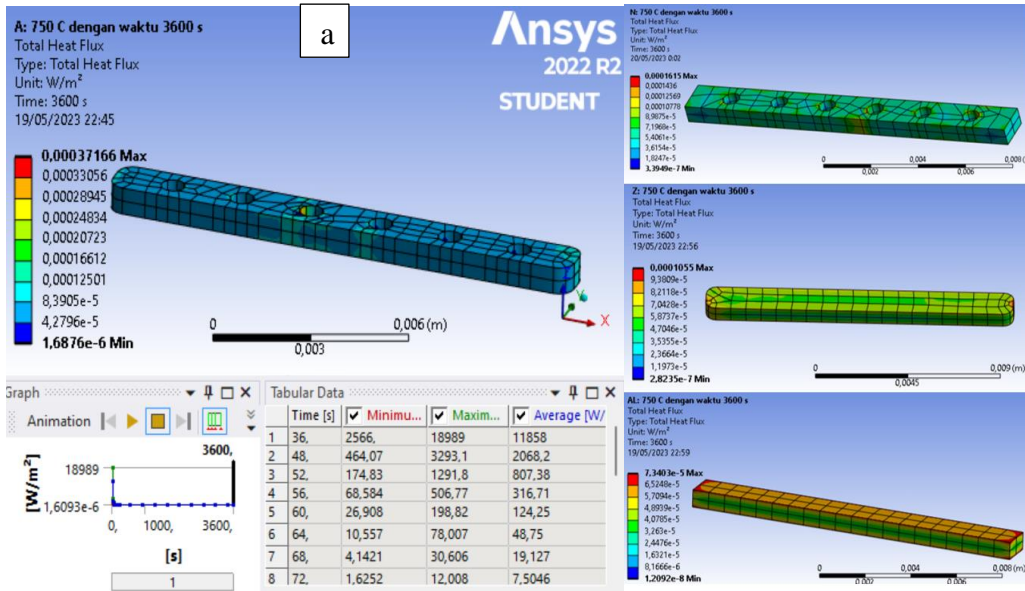 A: 750 C dengan waktu 3600 s
Total Heat Flux
Type: Total Heat Flux
Unit: W/m²
Time: 3600 s
19/05/2023 22:45
a
Ansys
2022 R2
STUDENT
0,00037166 Max
0,00033056
0,00028945
0,00024834
0,00020723
0,00016612
0,00012501
8,3905e-5
4,2796e-5
1,6876e-6 Min
Z
X
0
0,006 (m)
0,003
Graph
Animation
3600,
[W/m²]
18989
1,6093e-6
0,
1000,
3600,
[s]
1
Tabular Data
Time [s] Minimu... Maxim... Average [W/
1 36, 2566, 18989 11858
2 48, 464,07 3293,1 2068,2
3 52, 174,83 1291,8 807,38
4 56, 68,584 506,77 316,71
5 60, 26,908 198,82 124,25
6 64, 10,557 78,007 48,75
7 68, 4,1421 30,606 19,127
8 72, 1,6252 12,008 7,5046
N: 750 C dengan waktu 3600 s
Total Heat Flux
Type: Total Heat Flux
Unit: W/m²
Time: 3600 s
20/05/2023 0:02
0,0001615 Max
0,0001436
0,00012569
0,00010778
8,9875e-5
7,1968e-5
5,4061e-5
3,6154e-5
1,8247e-5
3,3949e-7 Min
0
0,004
0,008 (m)
0,002
0,006
Z: 750 C dengan waktu 3600 s
Total Heat Flux
Type: Total Heat Flux
Unit: W/m²
Time: 3600 s
19/05/2023 22:56
0,0001055 Max
9,3809e-5
8,2118e-5
7,0428e-5
5,8737e-5
4,7046e-5
3,5355e-5
2,3664e-5
1,1973e-5
2,8235e-7 Min
0
0,009 (m)
0,0045
AL: 750 C dengan waktu 3600 s
Total Heat Flux
Type: Total Heat Flux
Unit: W/m²
Time: 3600 s
19/05/2023 22:59
7,3403e-5 Max
6,5248e-5
5,7094e-5
4,8939e-5
4,0785e-5
3,263e-5
2,4476e-5
1,6321e-5
8,1666e-6
1,2092e-8 Min
0
0,004
0,008 (m)
0,002
0,006